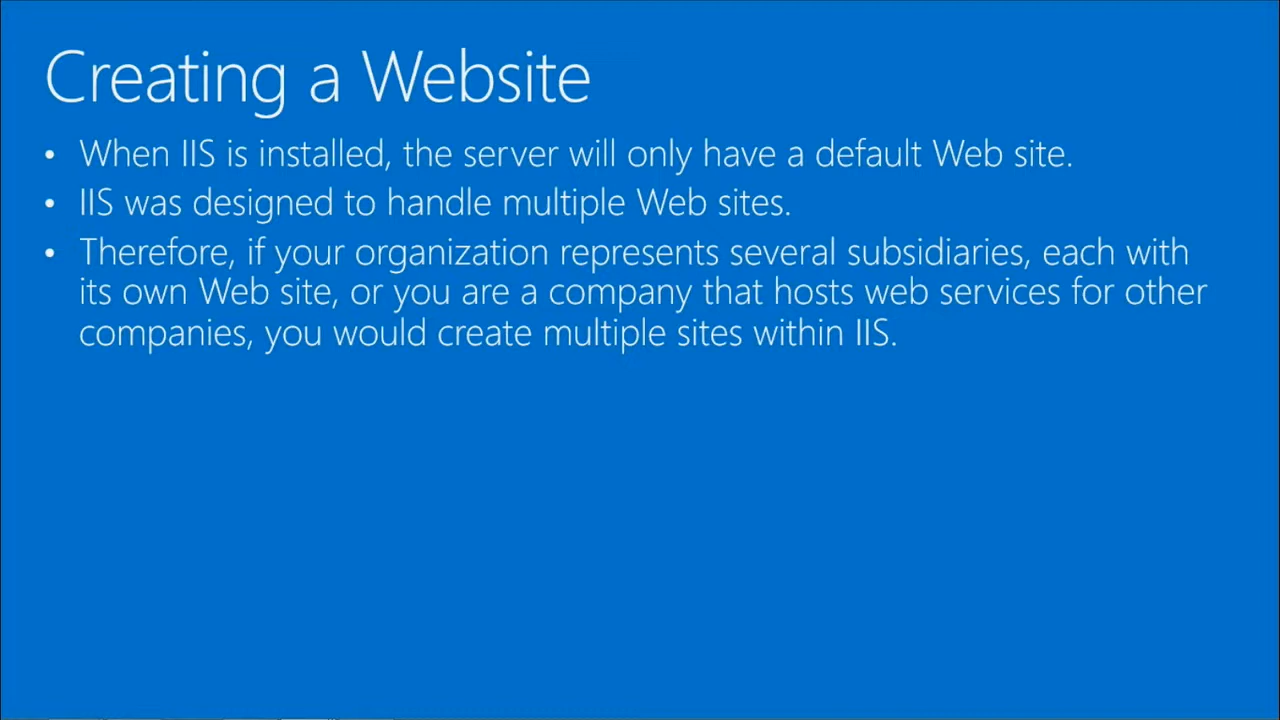 Creating a Website
• When IIS is installed, the server will only have a default Web site.
• IIS was designed to handle multiple Web sites.
• Therefore, if your organization represents several subsidiaries, each with
its own Web site, or you are a company that hosts web services for other
companies, you would create multiple sites within IIS.